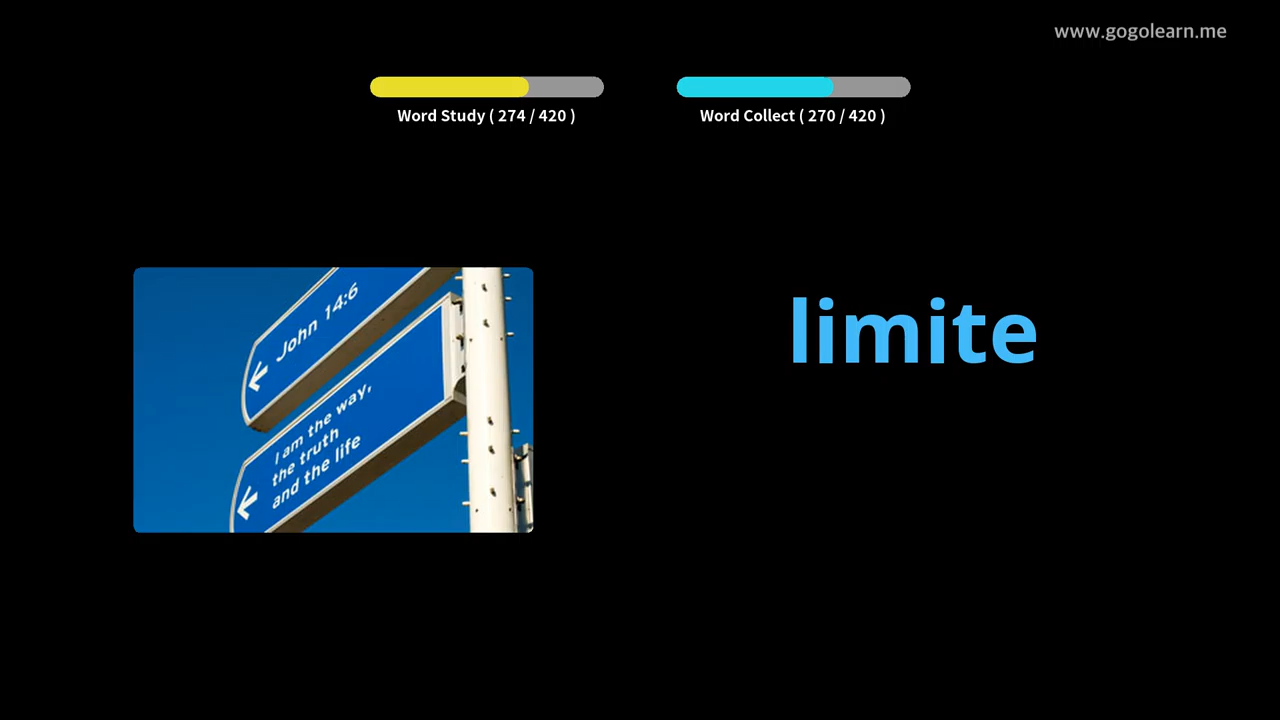 www.gogolearn.me
Word Study ( 274 / 420 )
Word Collect ( 270 / 420 )
John 14:6
I am the way,
the truth
and the life
limite